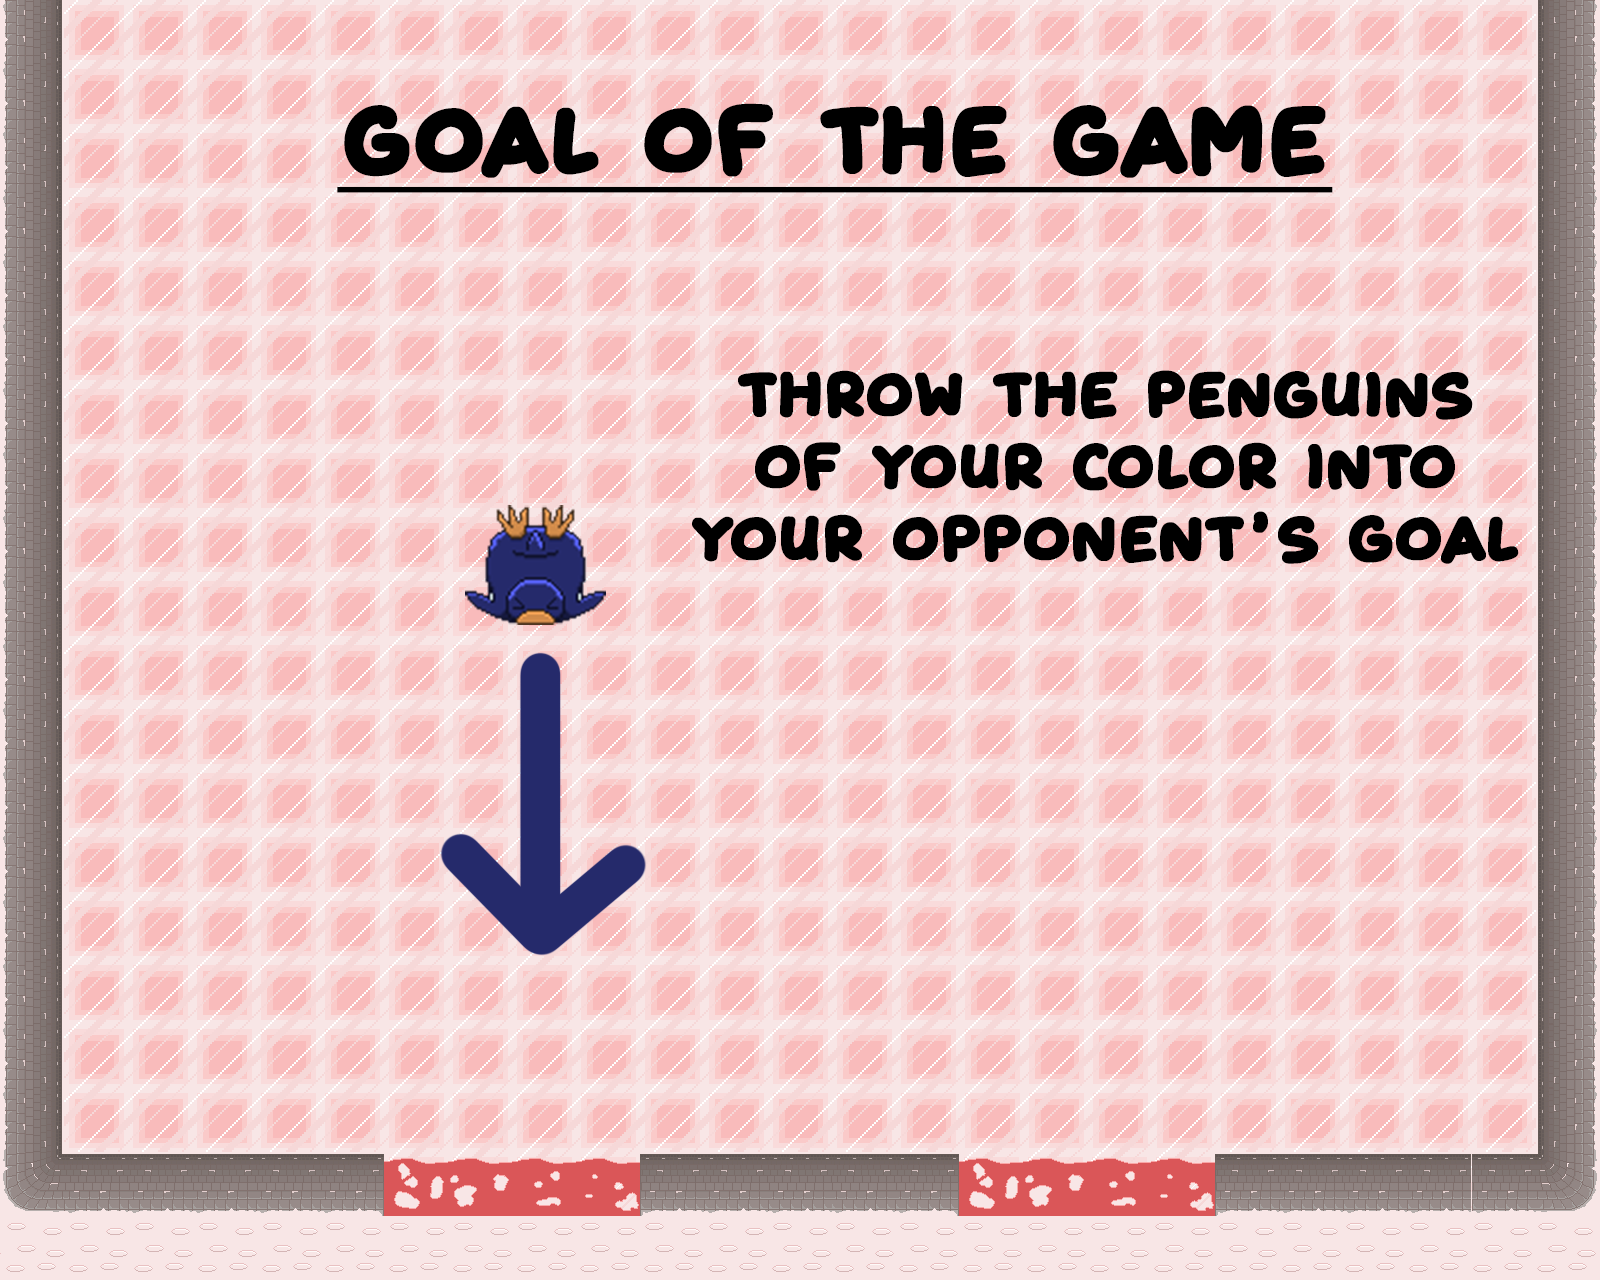 GOAL OF THE GAME
THROW THE PENGUINS
OF YOUR COLOR INTO
YOUR OPPONENT'S GOAL